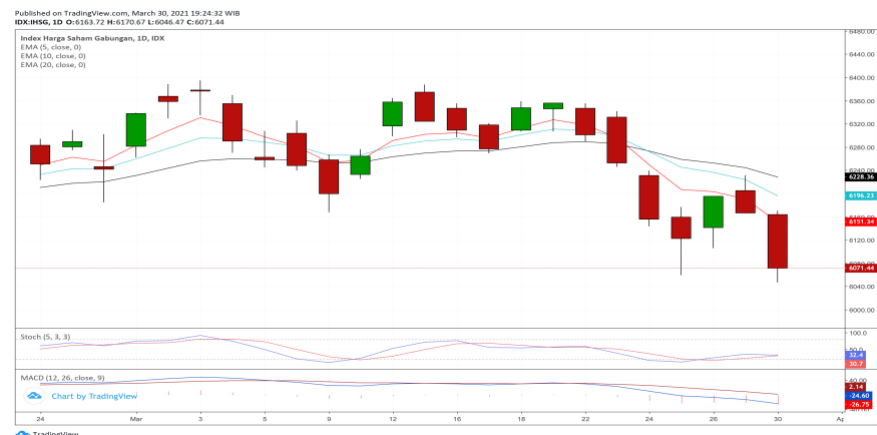 Published on TradingView.com, March 30, 2021 19:24:32 WIB
IDX:IHSG, 1D O:6163.72 H:6170.67 L:6046.47 C:6071.44
Index Harga Saham Gabungan, 1D, IDX
EMA (5, close, 0)
EMA (10, close, 0)
EMA (20, close, 0)
6480.00
6440.00
6400.00
6360.00
6320.00
6280.00
6240.00
6228.36
6196.23
6151.34
6120.00
6071.44
6040.00
6000.00
Stoch (5, 3, 3)
100.0
50.0
32.4
30.7
MACD (12, 26, close, 9)
40.00
2.14
-24.60
-26.75
Chart by TradingView
24 Mar 3 5 9 12 16 18 22 24 26 30
TradingView